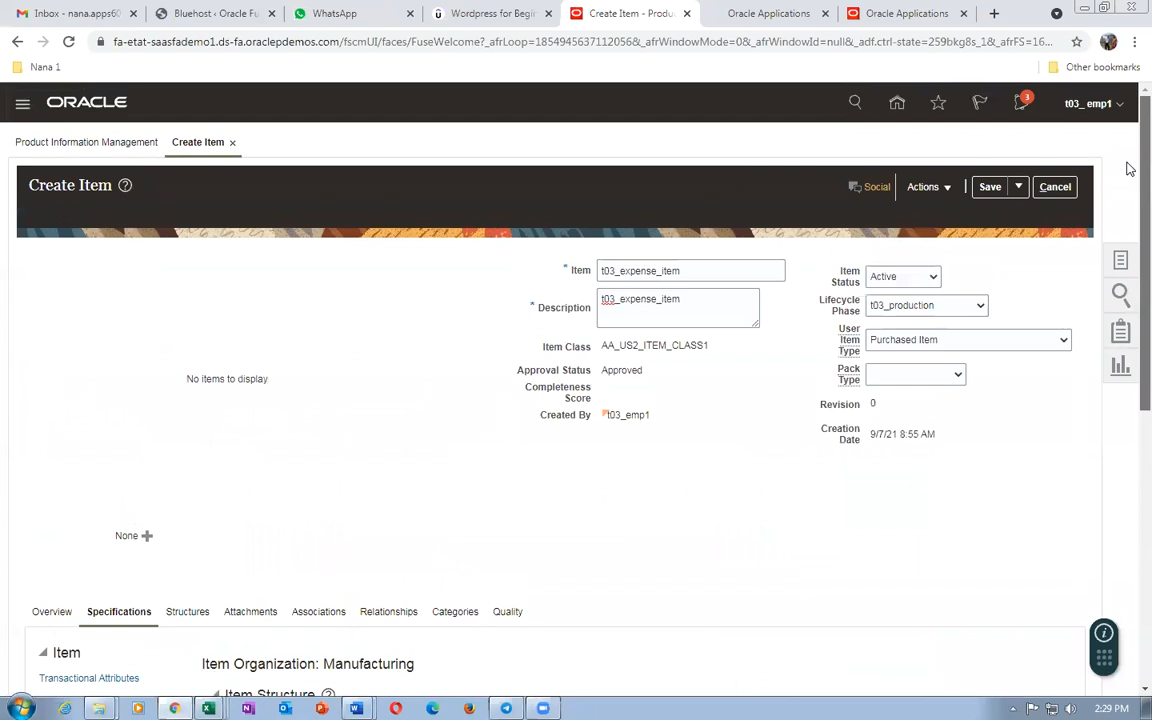 Inbox - nana.apps60
Bluehost ‹ Oracle Fu
WhatsApp
Wordpress for Begi
Create Item - Produ
Oracle Applications
Oracle Applications
fa-etat-saasfademo1.ds-fa.oraclepdemos.com/fscmUI/faces/FuseWelcome?_afrLoop=18549456371120568&_afrWindowMode=0&_afrWindowId=null&_adf.ctrl-state=259bkg8s_1&_afrFS=16...
Nana 1
Other bookmarks
ORACLE
3
t03_emp1
Product Information Management
Create Item
Create Item
Social
Actions
Save
Cancel
* Item t03_expense_item
* Description t03_expense_item
Item Class AA_US2_ITEM_CLASS1
Approval Status Approved
Completeness Score
Created By t03_emp1
Item Status Active
Lifecycle Phase t03_production
User Item Type Purchased Item
Pack Type
Revision 0
Creation Date 9/7/21 8:55 AM
No items to display
None
Overview
Specifications
Structures
Attachments
Associations
Relationships
Categories
Quality
Item
Transactional Attributes
Item Organization: Manufacturing
Item Structure
2:29 PM